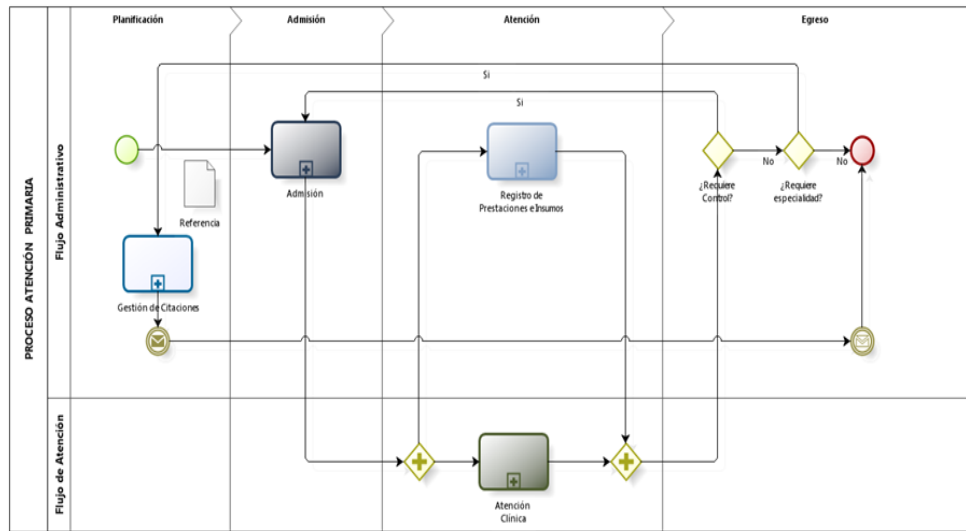 Planificación
Admisión
Atención
Egreso
PROCESO ATENCIÓN PRIMARIA
Flujo Administrativo
Si
Si
Admisión
Referencia
Registro de
Prestaciones e Insumos
¿Requiere
Control?
No
¿Requiere
especialidad?
No
Gestión de Citaciones
Flujo de Atención
Atención
Clínica